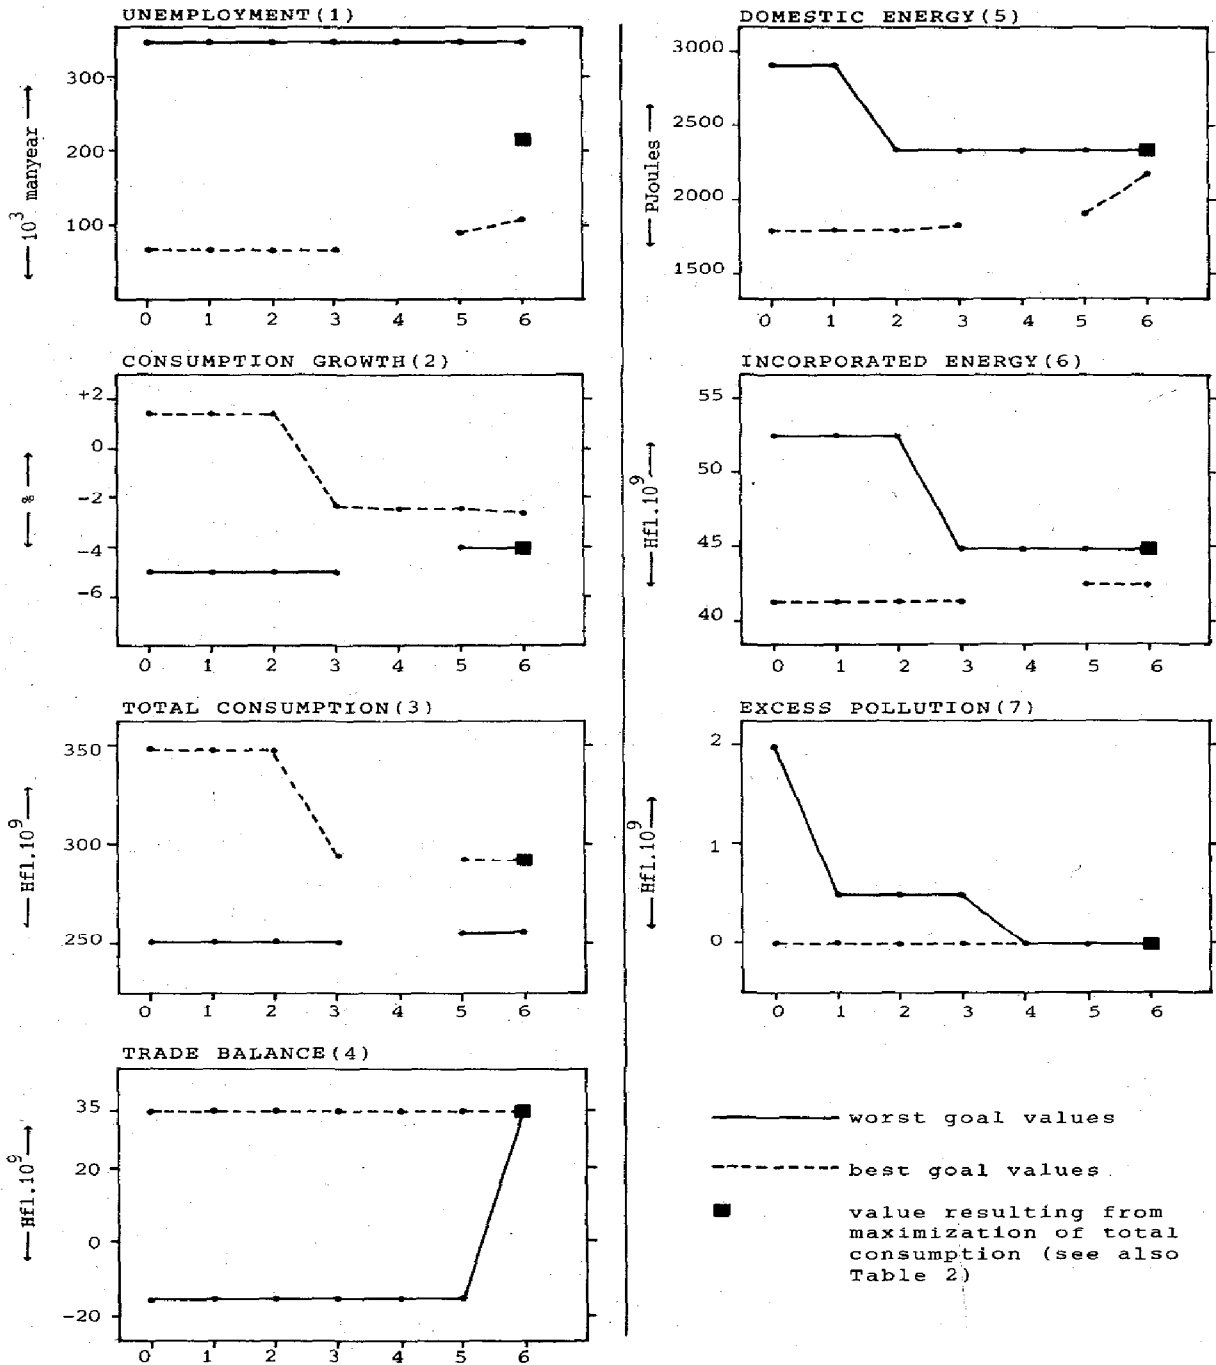 UNEMPLOYMENT(1)
300
200
100
← 10³ manyear →
0 1 2 3 4 5 6
CONSUMPTION GROWTH(2)
+2
0
-2
-4
-6
← % →
0 1 2 3 4 5 6
TOTAL CONSUMPTION(3)
350
300
250
← Hfl.10⁹ →
0 1 2 3 4 5 6
TRADE BALANCE(4)
35
20
0
-20
← Hfl.10⁹ →
0 1 2 3 4 5 6
DOMESTIC ENERGY(5)
3000
2500
2000
1500
← PJoules →
0 1 2 3 4 5 6
INCORPORATED ENERGY(6)
55
50
45
40
← Hfl.10⁹ →
0 1 2 3 4 5 6
EXCESS POLLUTION(7)
2
1
0
← Hfl.10⁹ →
0 1 2 3 4 5 6
worst goal values
best goal values
value resulting from
maximization of total
consumption (see also
Table 2)